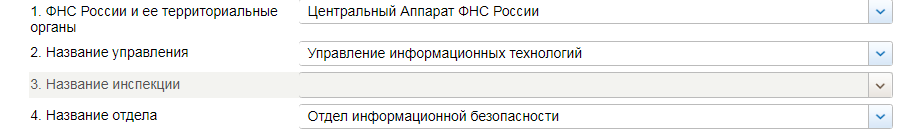 1. ФНС России и ее территориальные органы
Центральный Аппарат ФНС России
2. Название управления
Управление информационных технологий
3. Название инспекции
4. Название отдела
Отдел информационной безопасности